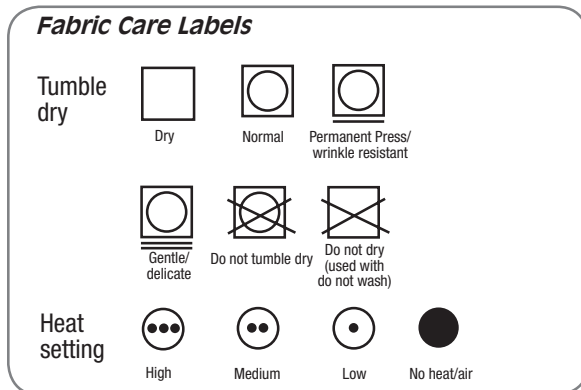 Fabric Care Labels
Tumble
dry
Dry
Normal
Permanent Press/
wrinkle resistant
Gentle/
delicate
Do not tumble dry
Do not dry
(used with
do not wash)
Heat
setting
High
Medium
Low
No heat/air